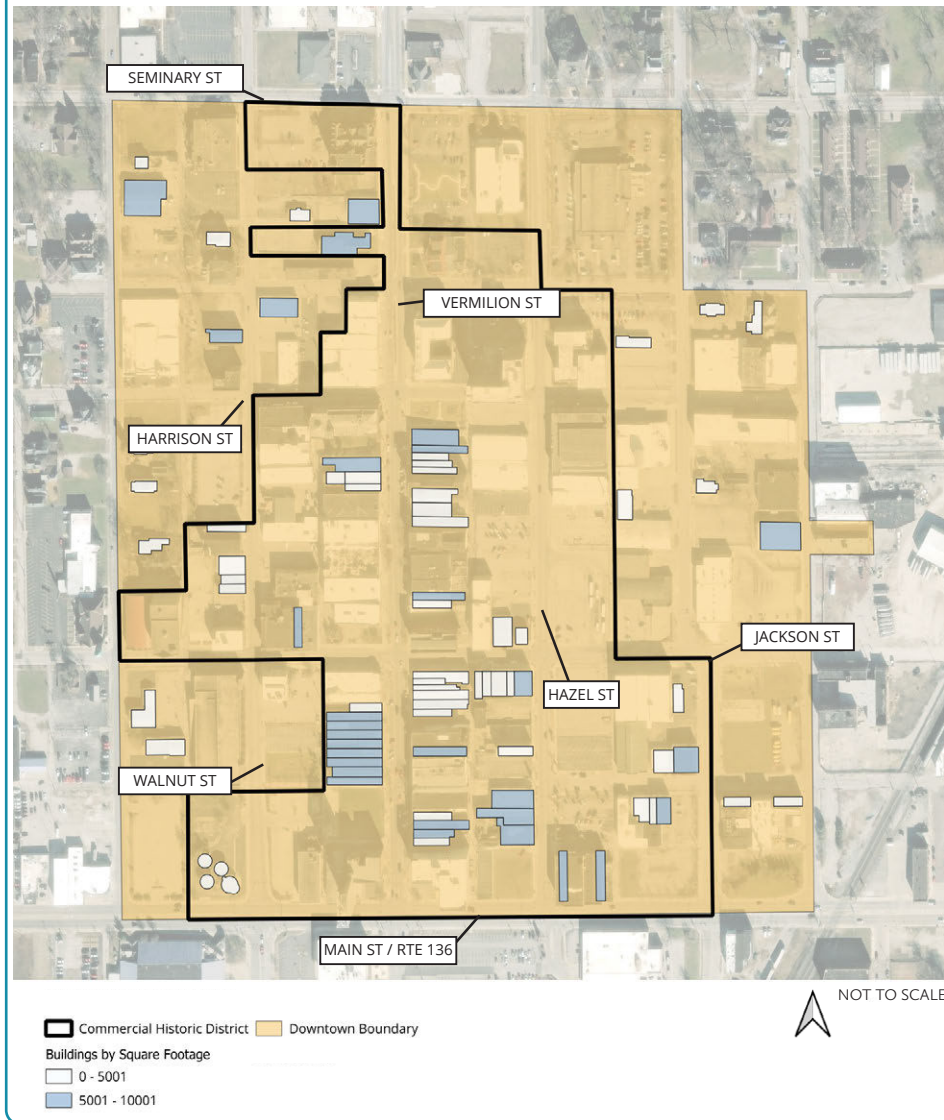 SEMINARY ST
VERMILION ST
HARRISON ST
JACKSON ST
HAZEL ST
WALNUT ST
MAIN ST / RTE 136
NOT TO SCALE
Commercial Historic District
Downtown Boundary
Buildings by Square Footage
0 - 5001
5001 - 10001